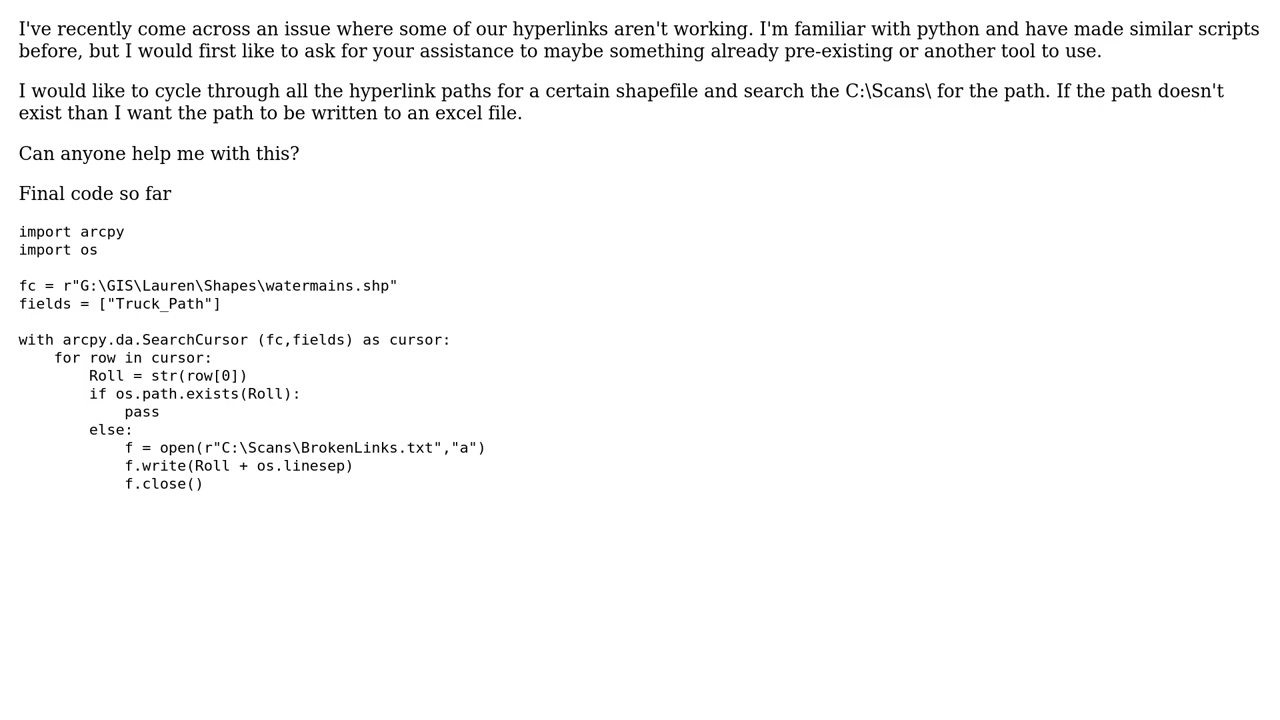 I've recently come across an issue where some of our hyperlinks aren't working. I'm familiar with python and have made similar scripts
before, but I would first like to ask for your assistance to maybe something already pre-existing or another tool to use.
I would like to cycle through all the hyperlink paths for a certain shapefile and search the C:\Scans\ for the path. If the path doesn't
exist than I want the path to be written to an excel file.
Can anyone help me with this?
Final code so far
import arcpy
import os
fc = r"G:\GIS\Lauren\Shapes\watermains.shp"
fields = ["Truck_Path"]
with arcpy.da.SearchCursor (fc,fields) as cursor:
    for row in cursor:
        Roll = str(row[0])
        if os.path.exists(Roll):
            pass
        else:
            f = open(r"C:\Scans\BrokenLinks.txt","a")
            f.write(Roll + os.linesep)
            f.close()